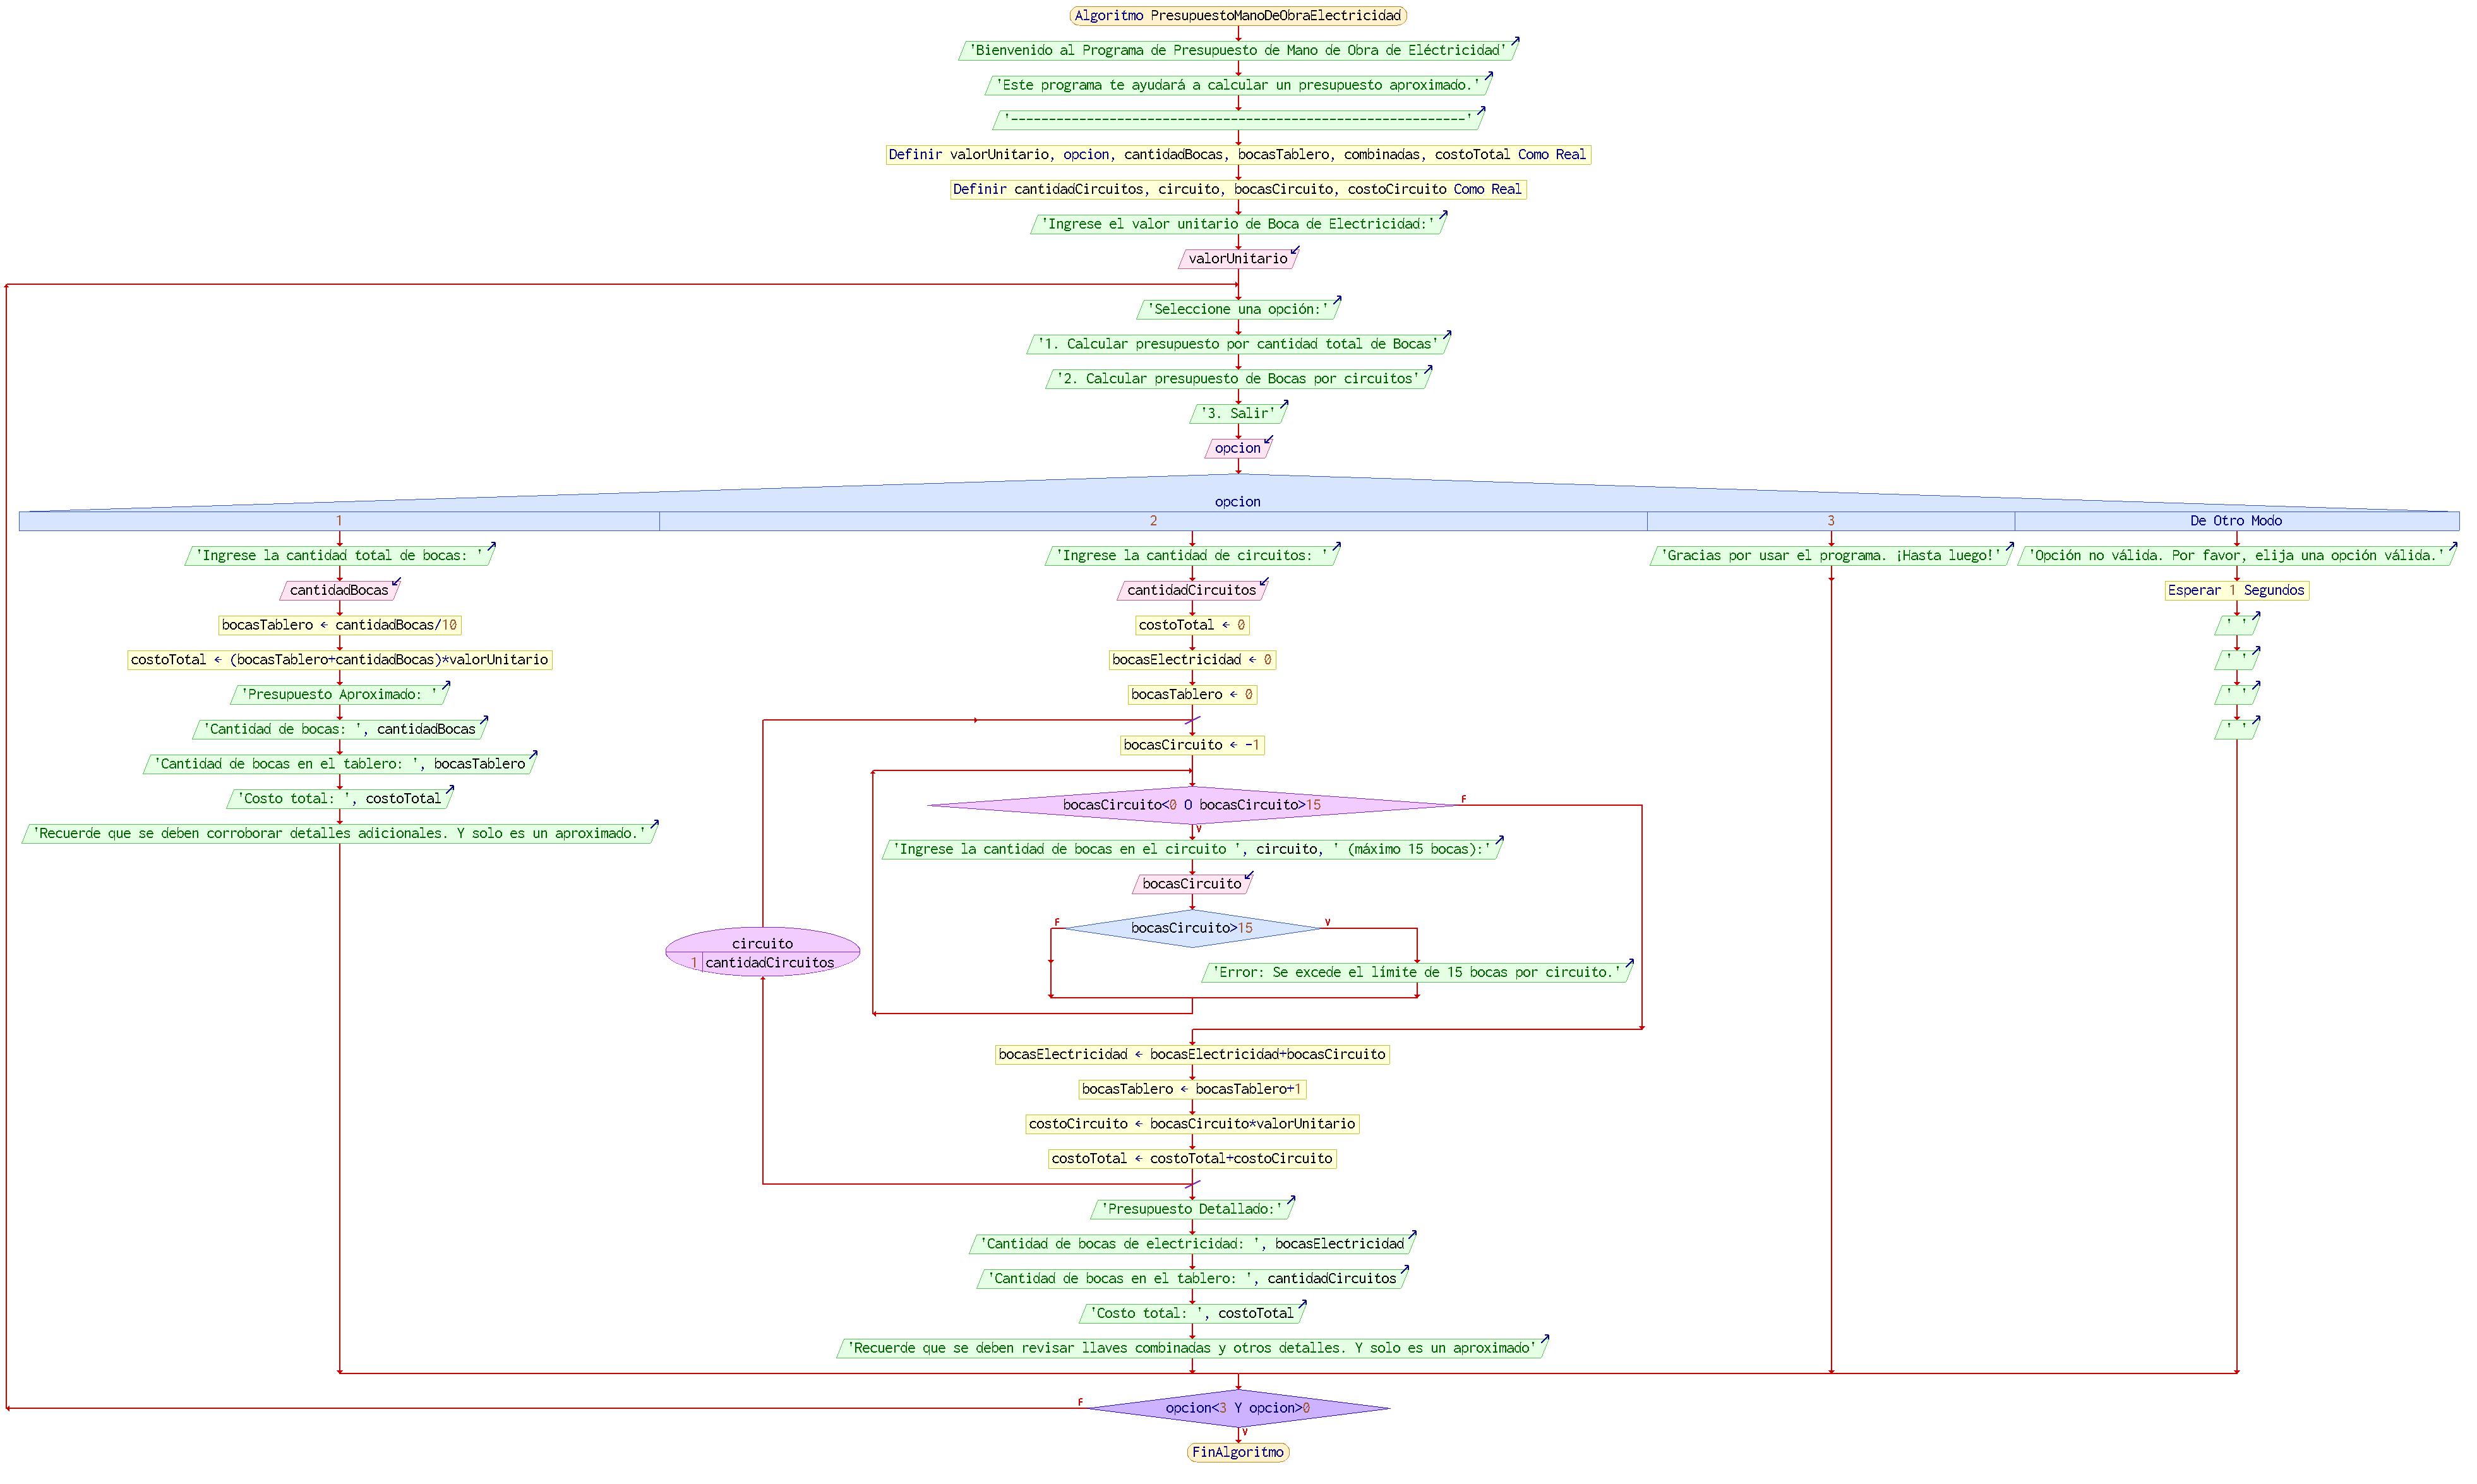 Algoritmo PresupuestoManoDeObraElectricidad
'Bienvenido al Programa de Presupuesto de Mano de Obra de Eléctricidad'
'Este programa te ayudará a calcular un presupuesto aproximado.'
'------------------------------------------------------------'
Definir valorUnitario, opcion, cantidadBocas, bocasTablero, combinadas, costoTotal Como Real
Definir cantidadCircuitos, circuito, bocasCircuito, costoCircuito Como Real
'Ingrese el valor unitario de Boca de Electricidad:'
valorUnitario
'Seleccione una opción:'
'1. Calcular presupuesto por cantidad total de Bocas'
'2. Calcular presupuesto de Bocas por circuitos'
'3. Salir'
opcion
opcion
1
'Ingrese la cantidad total de bocas: '
cantidadBocas
bocasTablero ← cantidadBocas/10
costoTotal ← (bocasTablero+cantidadBocas)*valorUnitario
'Presupuesto Aproximado: '
'Cantidad de bocas: ', cantidadBocas
'Cantidad de bocas en el tablero: ', bocasTablero
'Costo total: ', costoTotal
'Recuerde que se deben corroborar detalles adicionales. Y solo es un aproximado.'
2
'Ingrese la cantidad de circuitos: '
cantidadCircuitos
costoTotal ← 0
bocasElectricidad ← 0
bocasTablero ← 0
circuito
1 cantidadCircuitos
bocasCircuito ← -1
bocasCircuito<0 O bocasCircuito>15
F
V
'Ingrese la cantidad de bocas en el circuito ', circuito, ' (máximo 15 bocas):'
bocasCircuito
bocasCircuito>15
F
V
'Error: Se excede el límite de 15 bocas por circuito.'
bocasElectricidad ← bocasElectricidad+bocasCircuito
bocasTablero ← bocasTablero+1
costoCircuito ← bocasCircuito*valorUnitario
costoTotal ← costoTotal+costoCircuito
'Presupuesto Detallado:'
'Cantidad de bocas de electricidad: ', bocasElectricidad
'Cantidad de bocas en el tablero: ', cantidadCircuitos
'Costo total: ', costoTotal
'Recuerde que se deben revisar llaves combinadas y otros detalles. Y solo es un aproximado'
3
'Gracias por usar el programa. ¡Hasta luego!'
De Otro Modo
'Opción no válida. Por favor, elija una opción válida.'
Esperar 1 Segundos
' '
' '
' '
' '
opcion<3 Y opcion>0
F
V
FinAlgoritmo